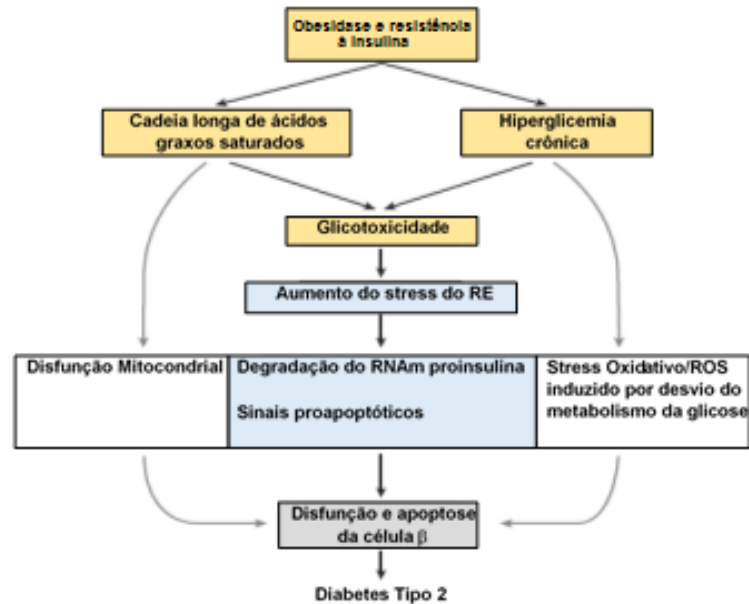 Obesidase e resistência
à insulina
Cadeia longa de ácidos
graxos saturados
Hiperglicemia
crônica
Glicotoxicidade
Aumento do stress do RE
Disfunção Mitocondrial
Degradação do RNAm proinsulina
Sinais proapoptóticos
Stress Oxidativo/ROS
induzido por desvio do
metabolismo da glicose
Disfunção e apoptose
da célula β
Diabetes Tipo 2